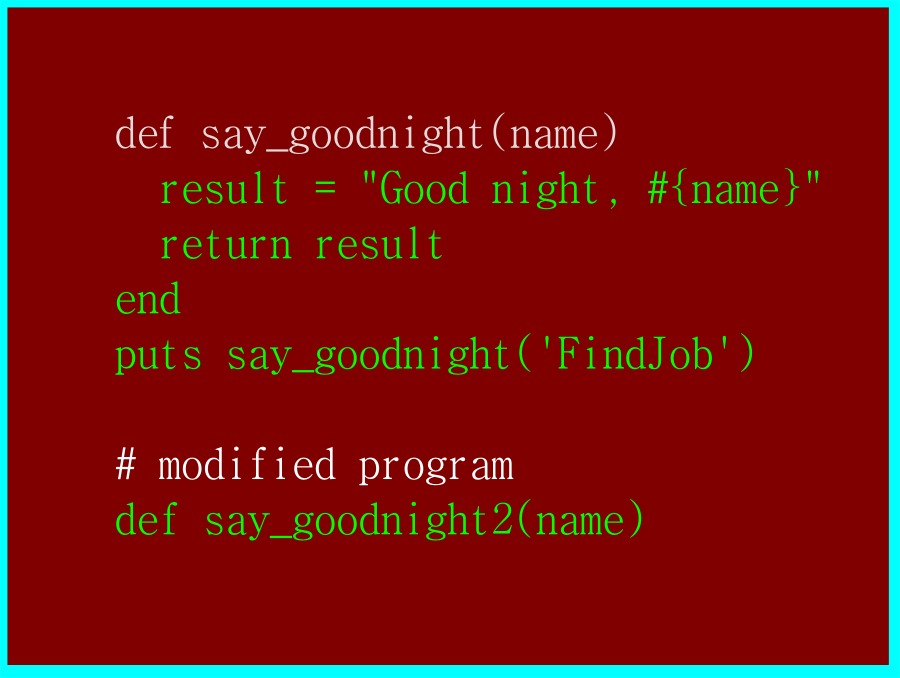 def say_goodnight(name)
  result = "Good night, #{name}"
  return result
end
puts say_goodnight('FindJob')

# modified program
def say_goodnight2(name)